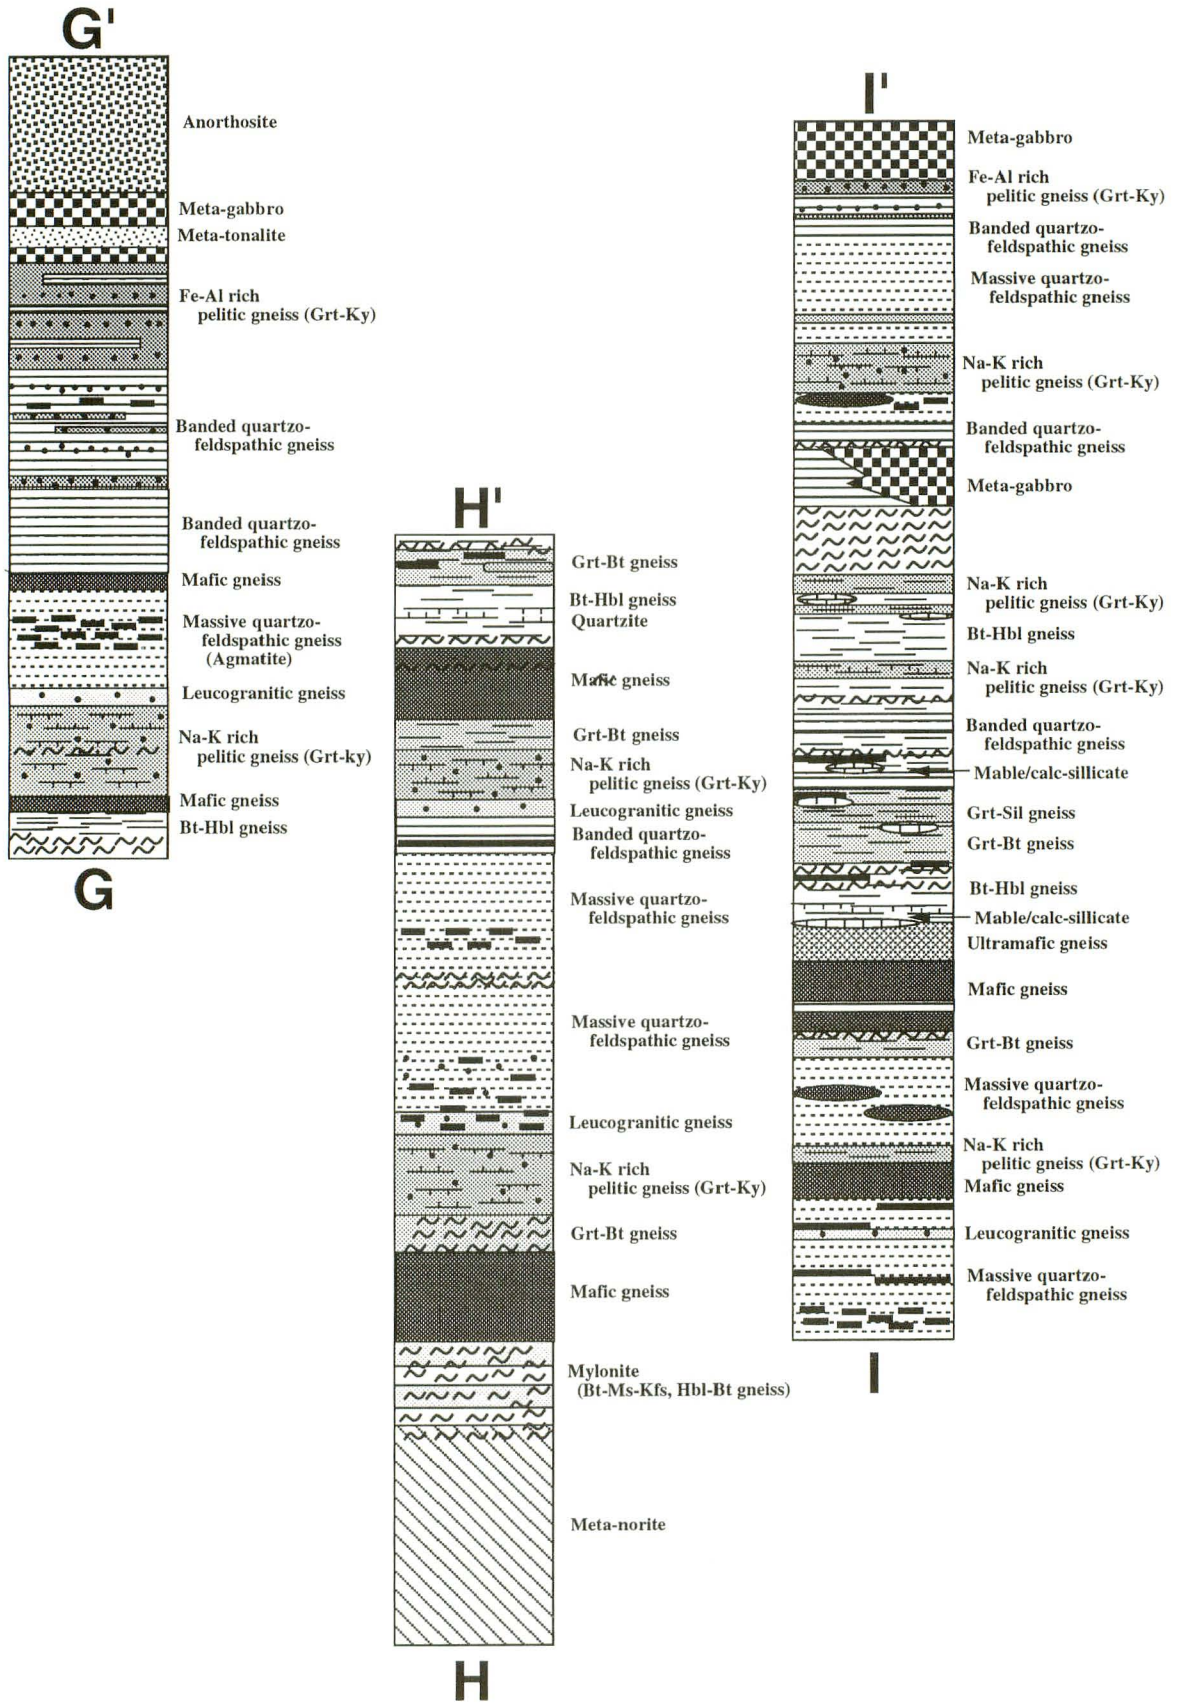 G'
Anorthosite
Meta-gabbro
Meta-tonalite
Fe-Al rich
pelitic gneiss (Grt-Ky)
Banded quartzo-
feldspathic gneiss
Banded quartzo-
feldspathic gneiss
Mafic gneiss
Massive quartzo-
feldspathic gneiss
(Agmatite)
Leucogranitic gneiss
Na-K rich
pelitic gneiss (Grt-ky)
Mafic gneiss
Bt-Hbl gneiss
G
H'
Grt-Bt gneiss
Bt-Hbl gneiss
Quartzite
Mafic gneiss
Grt-Bt gneiss
Na-K rich
pelitic gneiss (Grt-Ky)
Leucogranitic gneiss
Banded quartzo-
feldspathic gneiss
Massive quartzo-
feldspathic gneiss
Massive quartzo-
feldspathic gneiss
Leucogranitic gneiss
Na-K rich
pelitic gneiss (Grt-Ky)
Grt-Bt gneiss
Mafic gneiss
Mylonite
(Bt-Ms-Kfs, Hbl-Bt gneiss)
Meta-norite
H
I'
Meta-gabbro
Fe-Al rich
pelitic gneiss (Grt-Ky)
Banded quartzo-
feldspathic gneiss
Massive quartzo-
feldspathic gneiss
Na-K rich
pelitic gneiss (Grt-Ky)
Banded quartzo-
feldspathic gneiss
Meta-gabbro
Na-K rich
pelitic gneiss (Grt-Ky)
Bt-Hbl gneiss
Na-K rich
pelitic gneiss (Grt-Ky)
Banded quartzo-
feldspathic gneiss
Mable/calc-sillicate
Grt-Sil gneiss
Grt-Bt gneiss
Bt-Hbl gneiss
Mable/calc-sillicate
Ultramafic gneiss
Mafic gneiss
Grt-Bt gneiss
Massive quartzo-
feldspathic gneiss
Na-K rich
pelitic gneiss (Grt-Ky)
Mafic gneiss
Leucogranitic gneiss
Massive quartzo-
feldspathic gneiss
I